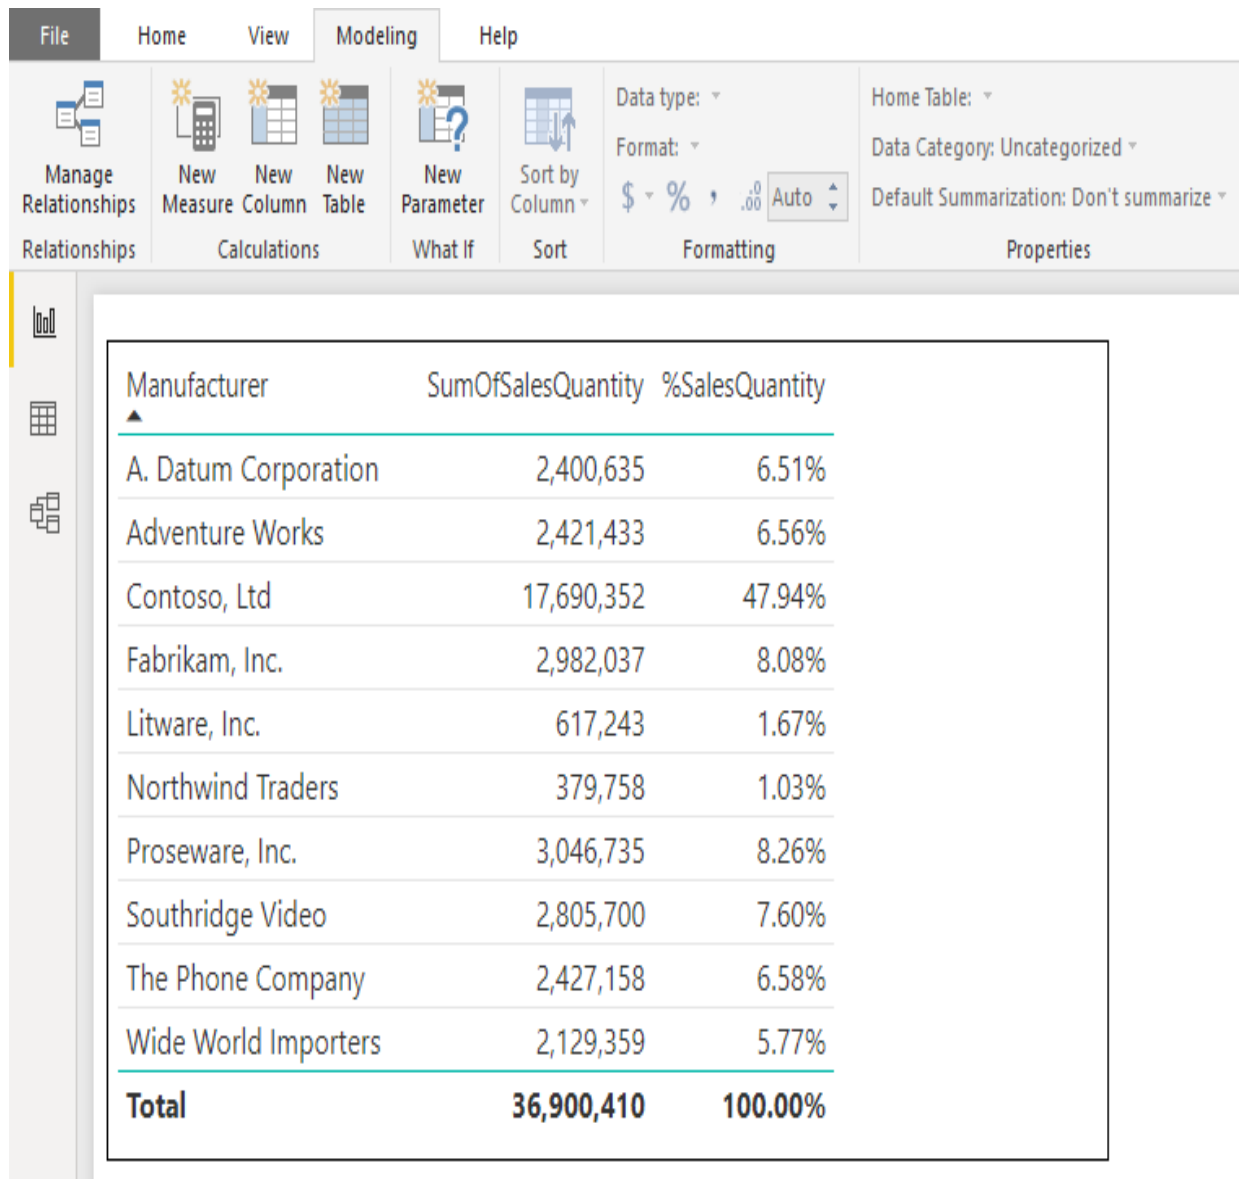 File Home View Modeling Help
Data type: Home Table:
Format: Data Category: Uncategorized
Manage New New New New Sort by
Relationships Measure Column Table Parameter Column $ % , .00 Auto Default Summarization: Don't summarize
Relationships Calculations What If Sort Formatting Properties
Manufacturer SumOfSalesQuantity %SalesQuantity
A. Datum Corporation 2,400,635 6.51%
Adventure Works 2,421,433 6.56%
Contoso, Ltd 17,690,352 47.94%
Fabrikam, Inc. 2,982,037 8.08%
Litware, Inc. 617,243 1.67%
Northwind Traders 379,758 1.03%
Proseware, Inc. 3,046,735 8.26%
Southridge Video 2,805,700 7.60%
The Phone Company 2,427,158 6.58%
Wide World Importers 2,129,359 5.77%
Total 36,900,410 100.00%